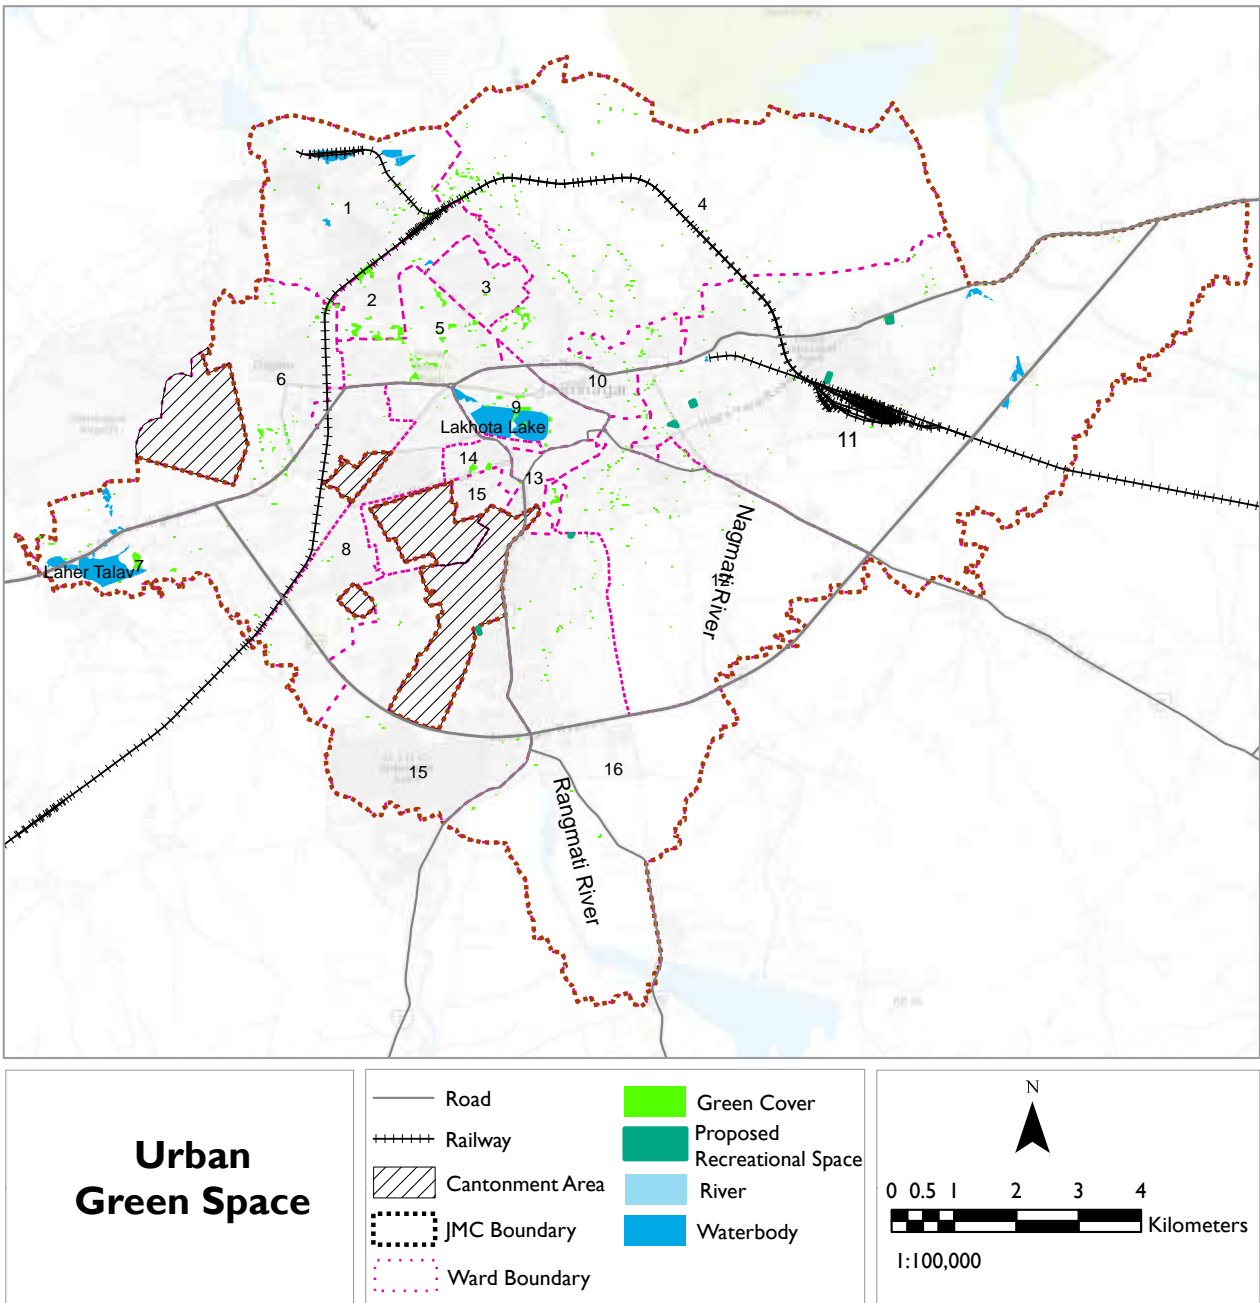 1
4
2
3
5
6
10
9
Lakhota Lake
11
14
13
15
8
Nagmati River
Laher Talav
7
15
16
Rangmati River
Urban
Green Space
Road
Railway
Cantonment Area
JMC Boundary
Ward Boundary
Green Cover
Proposed
Recreational Space
River
Waterbody
N
0 0.5 1 2 3 4
Kilometers
1:100,000